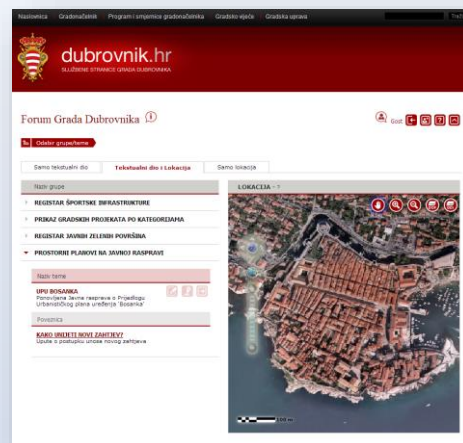 Naslovnica Gradonačelnik Program i smjernice gradonačelnika Gradsko vijeće Gradska uprava
dubrovnik.hr
SLUŽBENE STRANICE GRADA DUBROVNIKA
Forum Grada Dubrovnika
Gost
Odabir grupe/teme
Samo tekstualni dio Tekstualni dio i Lokacija Samo lokacija
Naziv grupe
LOKACIJA - ?
REGISTAR ŠPORTSKE INFRASTRUKTURE
PRIKAZ GRADSKIH PROJEKATA PO KATEGORIJAMA
REGISTAR JAVNIH ZELENIH POVRŠINA
PROSTORNI PLANOVI NA JAVNOJ RASPRAVI
Naziv teme
UPU BOSANKA
Ponovljena Javna rasprava o Prijedlogu
Urbanističkog plana uređenja 'Bosanka'
Poveznica
KAKO UNIJETI NOVI ZAHTJEV?
Upute o postupku unose novog zahtjeva
100 m